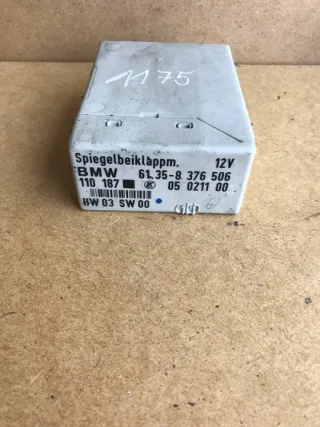 1175
Spiegelbeiklappm. 12V
BMW 61.35-8 376 506
110 187 05 0211 00
HW 03 SW 00